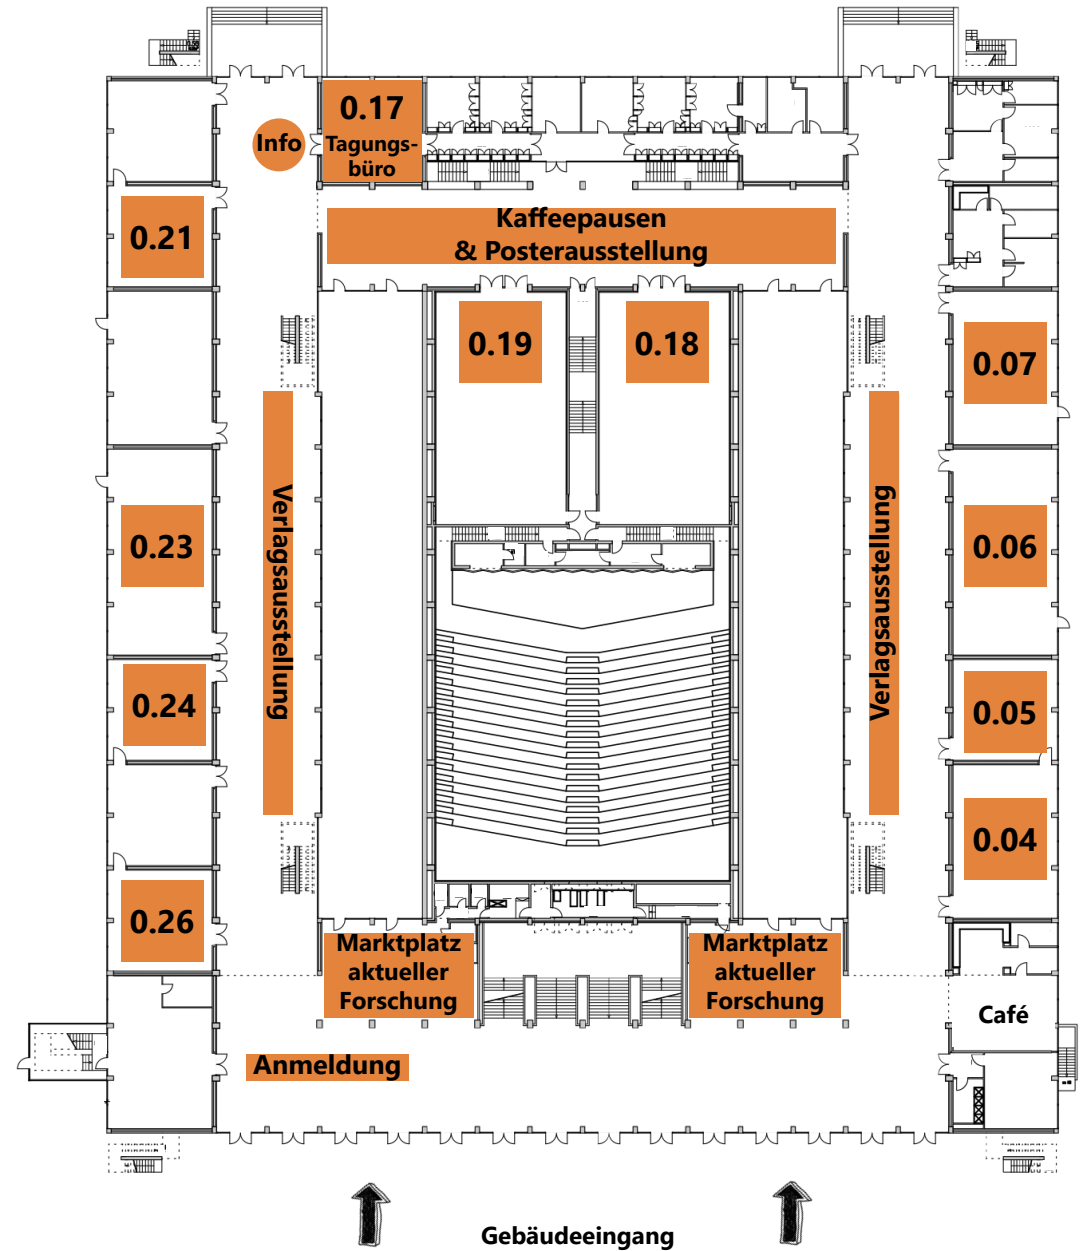 0.17
Tagungs-
büro
Info
0.21
Kaffeepausen
& Posterausstellung
0.19
0.18
0.07
Verlagsausstellung
Verlagsausstellung
0.23
0.06
0.24
0.05
0.04
0.26
Marktplatz
aktueller
Forschung
Marktplatz
aktueller
Forschung
Café
Anmeldung
Gebäudeeingang